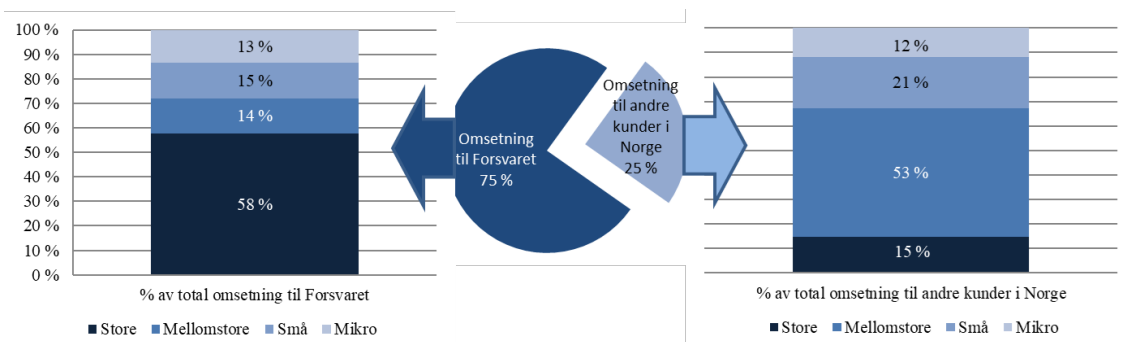 100 %
90 %
80 %
70 %
60 %
50 %
40 %
30 %
20 %
10 %
0 %
13 %
15 %
14 %
58 %
% av total omsetning til Forsvaret
Store Mellomstore Små Mikro
Omsetning
til Forsvaret
75 %
Omsetning
til andre
kunder i
Norge
25 %
12 %
21 %
53 %
15 %
% av total omsetning til andre kunder i Norge
Store Mellomstore Små Mikro